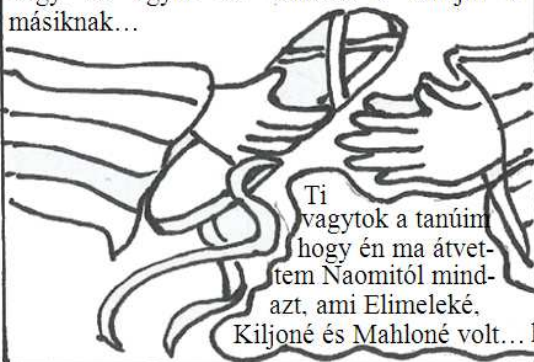 másiknak…
Ti
vagytok a tanúim
hogy én ma átvet-
tem Naomitól mind-
azt, ami Elimeleké,
Kiljoné és Mahloné volt…